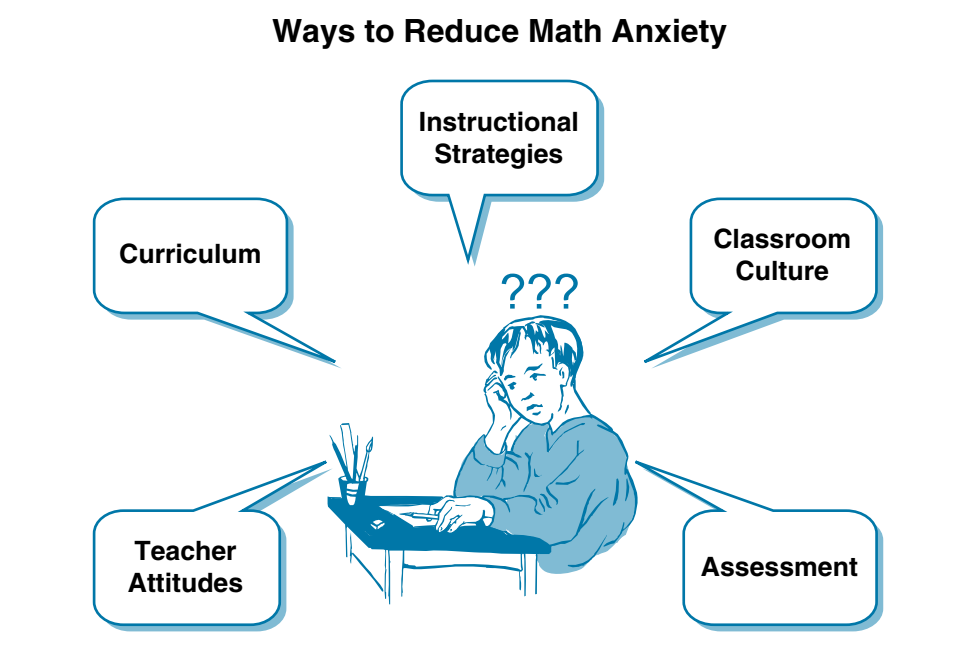 Ways to Reduce Math Anxiety
Instructional
Strategies
Curriculum
Classroom
Culture
???
Teacher
Attitudes
Assessment